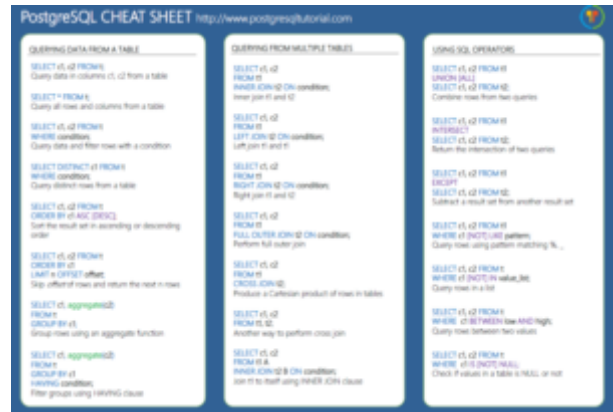 PostgreSQL CHEAT SHEET http://www.postgresqltutorial.com
QUERYING DATA FROM A TABLE
SELECT c1, c2 FROM t;
Query data in columns c1, c2 from a table
SELECT * FROM t;
Query all rows and columns from a table
SELECT c1, c2 FROM t
WHERE condition;
Query data and filter rows with a condition
SELECT DISTINCT c1 FROM t
WHERE condition;
Query distinct rows from a table
SELECT c1, c2 FROM t
ORDER BY c1 ASC [DESC];
Sort the result set in ascending or descending
order
SELECT c1, c2 FROM t
ORDER BY c1
LIMIT n OFFSET offset;
Skip offset of rows and return the next n rows
SELECT c1, aggregate(c2)
FROM t
GROUP BY c1;
Group rows using an aggregate function
SELECT c1, aggregate(c2)
FROM t
GROUP BY c1
HAVING condition;
Filter groups using HAVING clause
QUERYING FROM MULTIPLE TABLES
SELECT c1, c2
FROM t1
INNER JOIN t2 ON condition;
Inner join t1 and t2
SELECT c1, c2
FROM t1
LEFT JOIN t2 ON condition;
Left join t1 and t1
SELECT c1, c2
FROM t1
RIGHT JOIN t2 ON condition;
Right join t1 and t2
SELECT c1, c2
FROM t1
FULL OUTER JOIN t2 ON condition;
Perform full outer join
SELECT c1, c2
FROM t1
CROSS JOIN t2;
Produce a Cartesian product of rows in tables
SELECT c1, c2
FROM t1, t2;
Another way to perform cross join
SELECT c1, c2
FROM t1 A
INNER JOIN t2 B ON condition;
Join t1 to itself using INNER JOIN clause
USING SQL OPERATORS
SELECT c1, c2 FROM t1
UNION [ALL]
SELECT c1, c2 FROM t2;
Combine rows from two queries
SELECT c1, c2 FROM t1
INTERSECT
SELECT c1, c2 FROM t2;
Return the intersection of two queries
SELECT c1, c2 FROM t1
EXCEPT
SELECT c1, c2 FROM t2;
Subtract a result set from another result set
SELECT c1, c2 FROM t1
WHERE c1 [NOT] LIKE pattern;
Query rows using pattern matching %, _
SELECT c1, c2 FROM t
WHERE c1 [NOT] IN value_list;
Query rows in a list
SELECT c1, c2 FROM t
WHERE c1 BETWEEN low AND high;
Query rows between two values
SELECT c1, c2 FROM t
WHERE c1 IS [NOT] NULL;
Check if values in a table is NULL or not